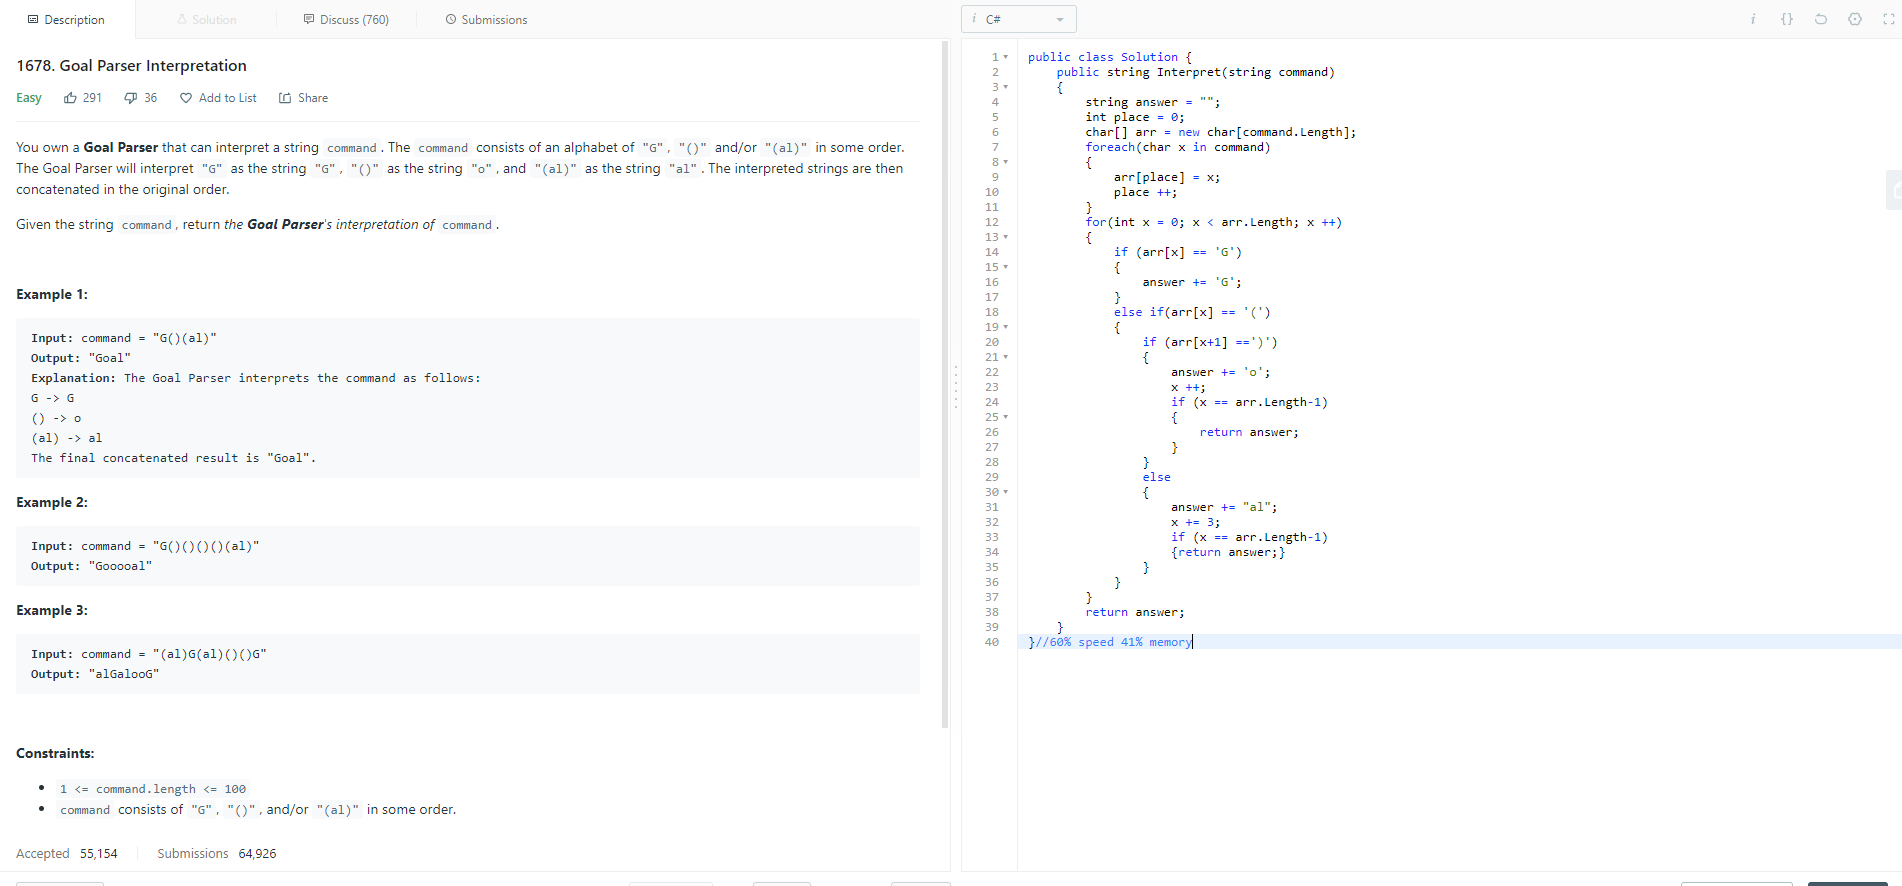 Description
Solution
Discuss (760)
Submissions
1678. Goal Parser Interpretation
Easy 291 36 Add to List Share
You own a Goal Parser that can interpret a string command. The command consists of an alphabet of "G", "()" and/or "(al)" in some order.
The Goal Parser will interpret "G" as the string "G", "()" as the string "o", and "(al)" as the string "al". The interpreted strings are then
concatenated in the original order.
Given the string command, return the Goal Parser's interpretation of command.
Example 1:
Input: command = "G()(al)"
Output: "Goal"
Explanation: The Goal Parser interprets the command as follows:
G -> G
() -> o
(al) -> al
The final concatenated result is "Goal".
Example 2:
Input: command = "G()()()()(al)"
Output: "Gooooal"
Example 3:
Input: command = "(al)G(al)()()G"
Output: "alGalooG"
Constraints:
• 1 <= command.length <= 100
• command consists of "G", "()", and/or "(al)" in some order.
Accepted 55,154 Submissions 64,926
i C#
i {}
1 public class Solution {
2 public string Interpret(string command)
3 {
4 string answer = "";
5 int place = 0;
6 char[] arr = new char[command.Length];
7 foreach(char x in command)
8 {
9 arr[place] = x;
10 place ++;
11 }
12 for(int x = 0; x < arr.Length; x ++)
13 {
14 if (arr[x] == 'G')
15 {
16 answer += 'G';
17 }
18 else if(arr[x] == '(')
19 {
20 if (arr[x+1] ==')')
21 {
22 answer += 'o';
23 x ++;
24 if (x == arr.Length-1)
25 {
26 return answer;
27 }
28 }
29 else
30 {
31 answer += "al";
32 x += 3;
33 if (x == arr.Length-1)
34 {return answer;}
35 }
36 }
37 }
38 return answer;
39 }
40 }//60% speed 41% memory